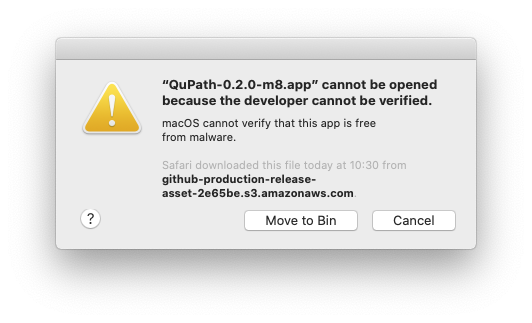 “QuPath-0.2.0-m8.app” cannot be opened
because the developer cannot be verified.
macOS cannot verify that this app is free
from malware.
Safari downloaded this file today at 10:30 from
github-production-release-
asset-2e65be.s3.amazonaws.com.
?
Move to Bin
Cancel